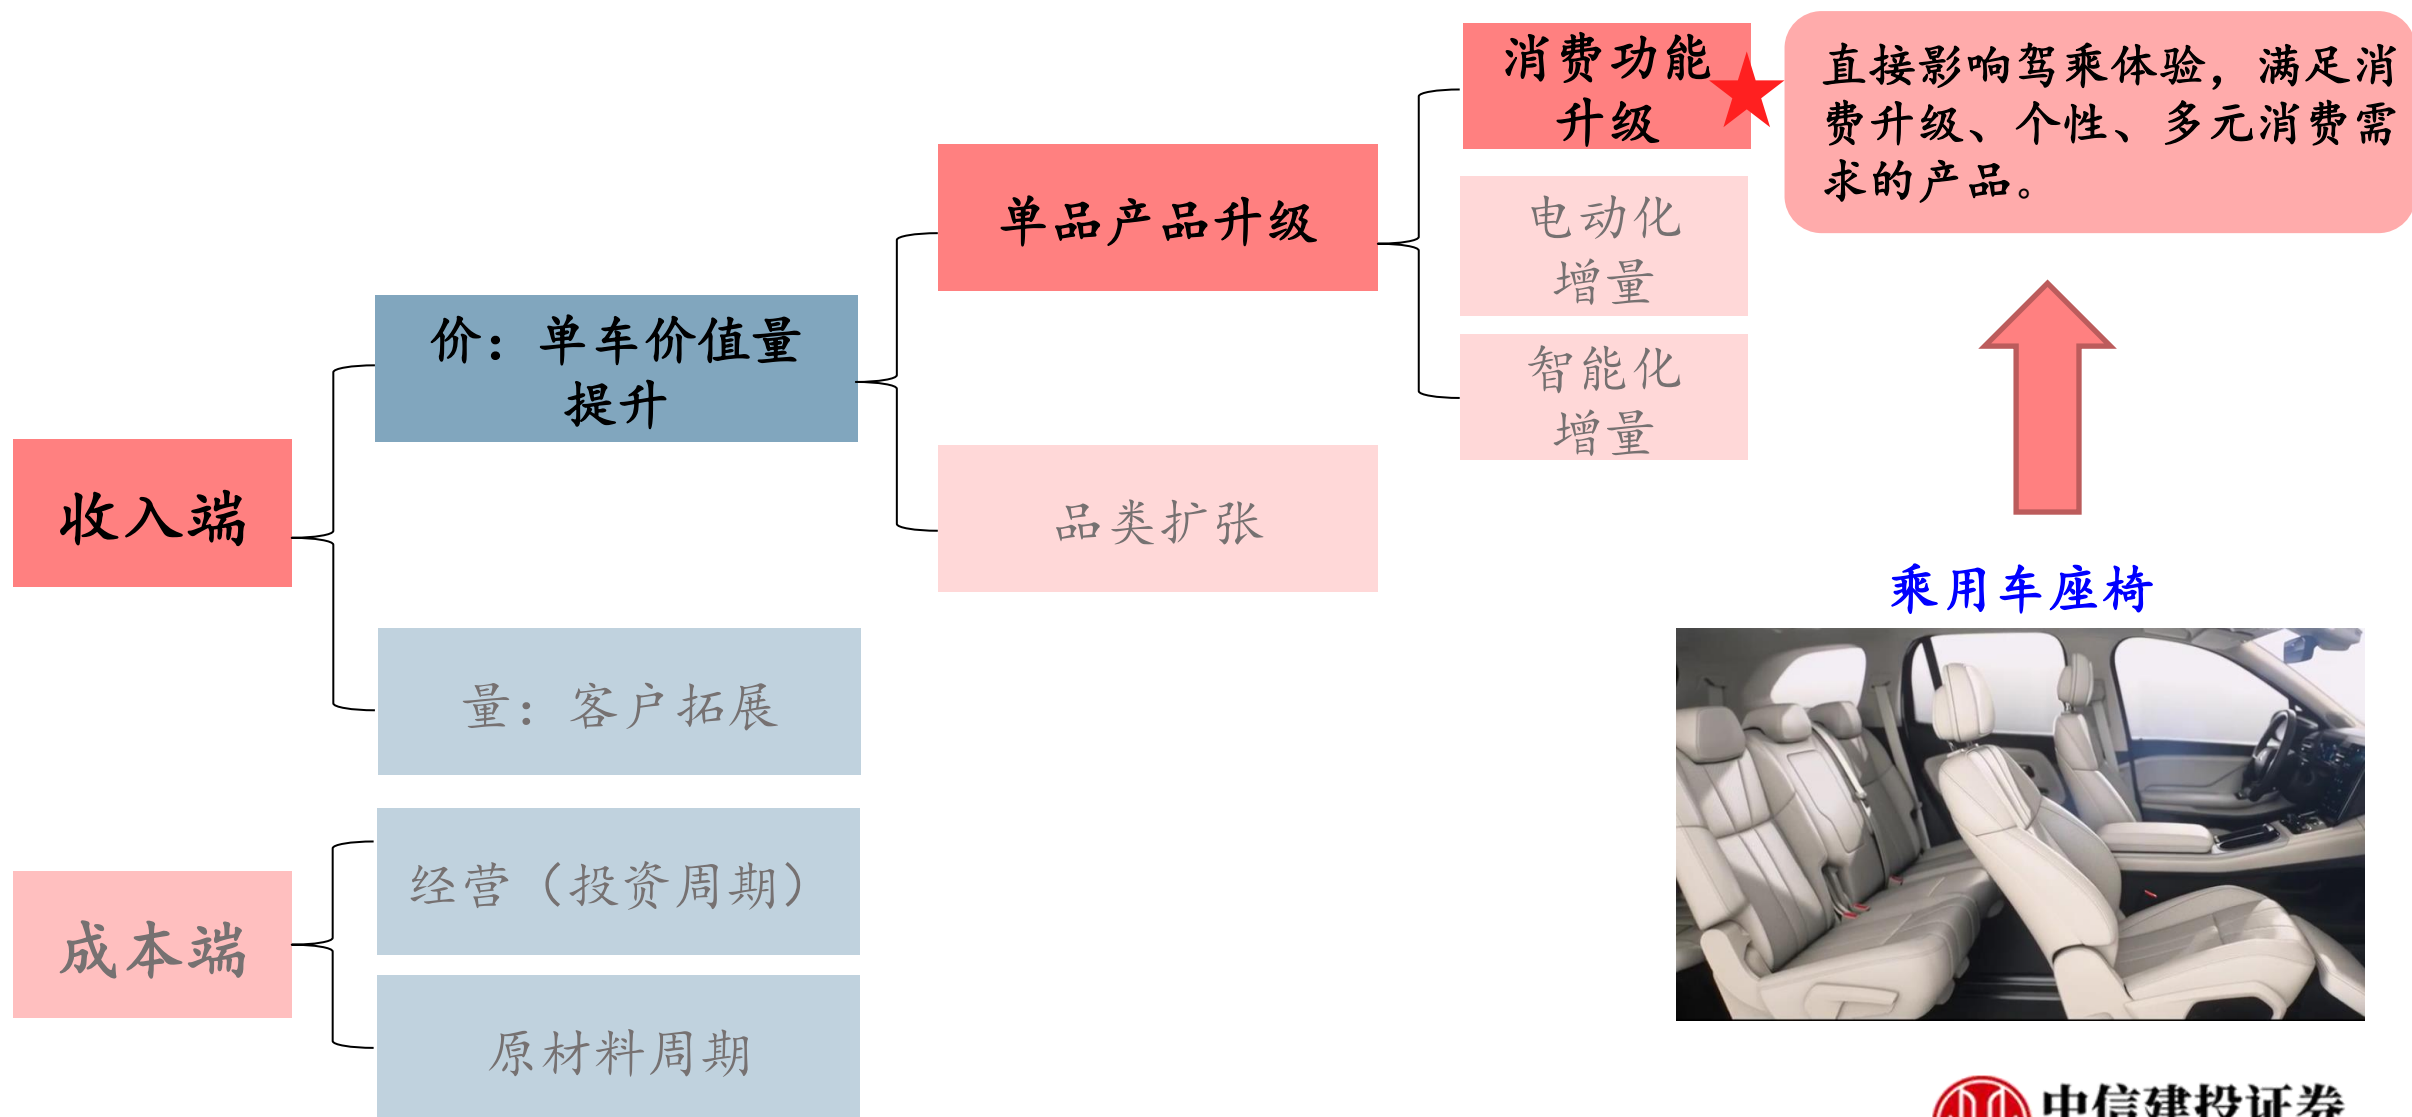 消费功能
升级
直接影响驾乘体验，满足消
费升级、个性、多元消费需
求的产品。
单品产品升级
电动化
增量
价：单车价值量
提升
智能化
增量
收入端
品类扩张
乘用车座椅
量：客户拓展
经营（投资周期）
成本端
原材料周期
中信建投证券